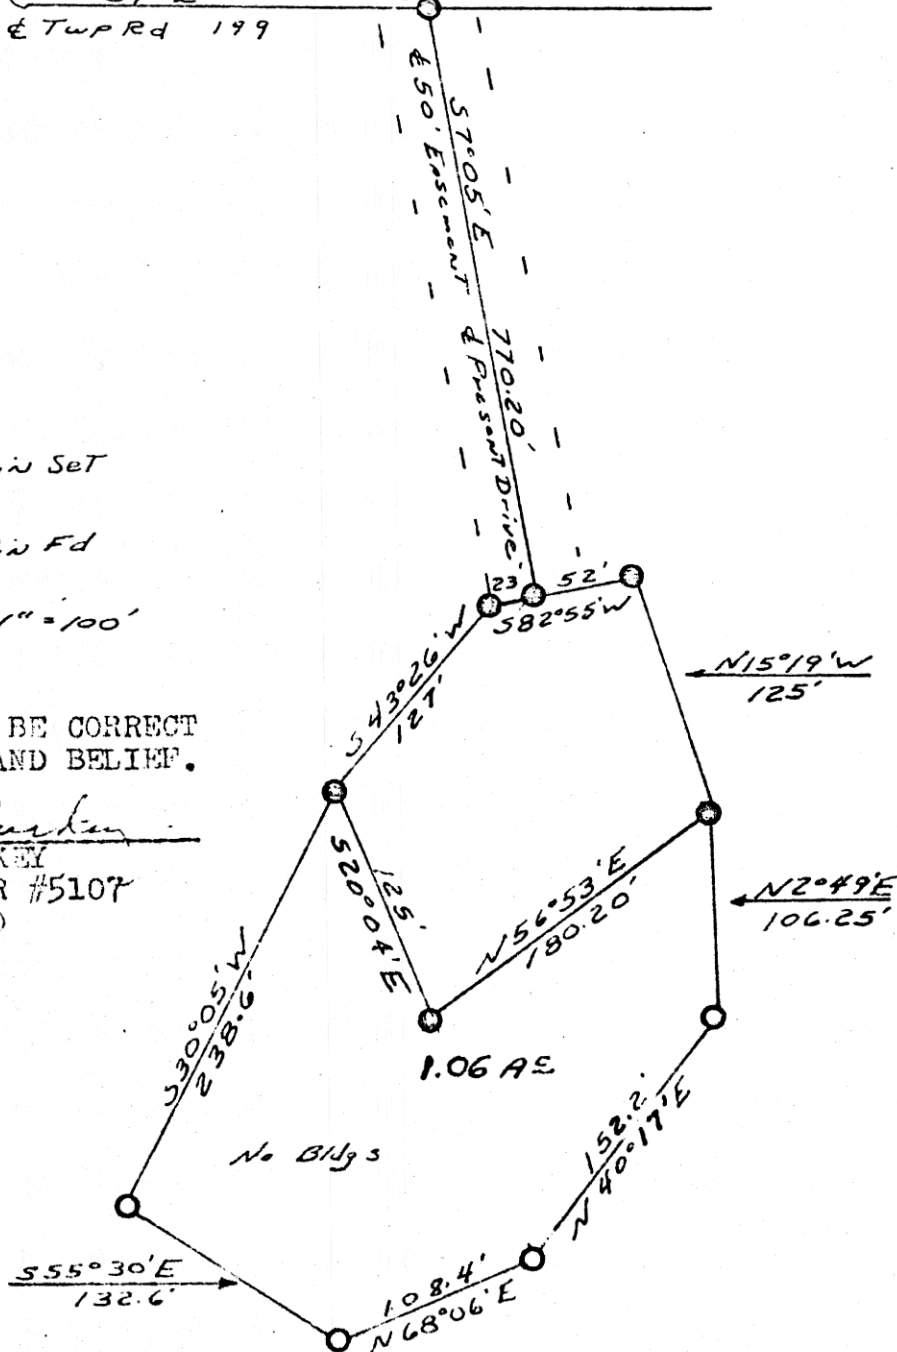 ℄ Twp Rd 199
S7°05'E
770.20'
℄ 50' Easement & Present Drive
Set
Fd
1" = 100'
BE CORRECT
AND BELIEF.
#5107
23'
52'
S82°55'W
S43°26'W
127'
N15°19'W
125'
S20°04'E
125'
N56°53'E
180.20'
N2°49'E
106.25'
S30°05'W
238.6'
1.06 Ac
No Bldgs
152.2'
N40°17'E
S55°30'E
132.6'
108.4'
N68°06'E